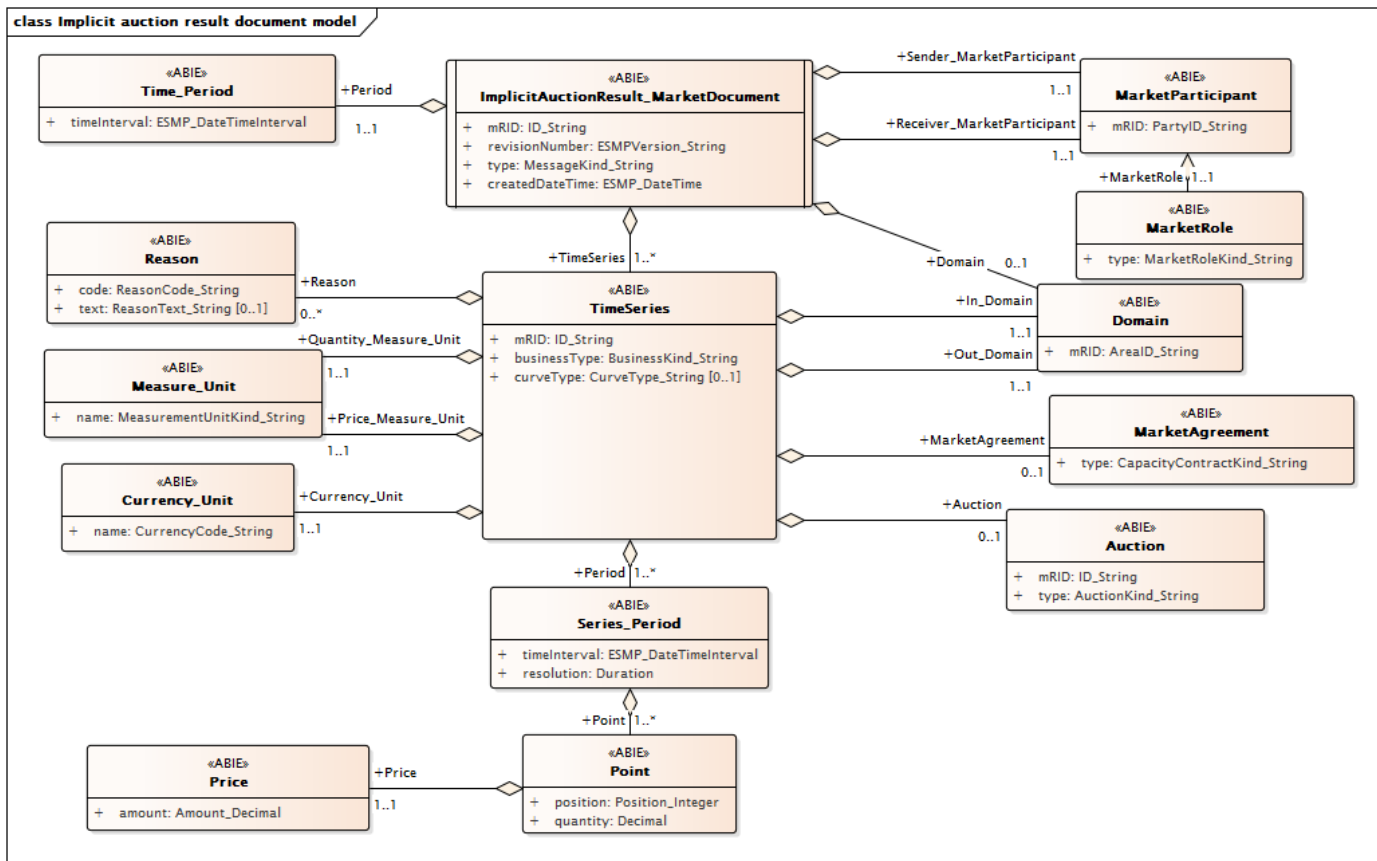 class Implicit auction result document model
«ABIE»
Time_Period
+ timeInterval: ESMP_DateTimeInterval
+Period
1..1
«ABIE»
ImplicitAuctionResult_MarketDocument
+ mRID: ID_String
+ revisionNumber: ESMPVersion_String
+ type: MessageKind_String
+ createdDateTime: ESMP_DateTime
+Sender_MarketParticipant
1..1
+Receiver_MarketParticipant
1..1
«ABIE»
MarketParticipant
+ mRID: PartyID_String
+MarketRole 1..1
«ABIE»
MarketRole
+ type: MarketRoleKind_String
+Domain 0..1
+TimeSeries 1..*
«ABIE»
Reason
+ code: ReasonCode_String
+ text: ReasonText_String [0..1]
+Reason
0..*
«ABIE»
TimeSeries
+ mRID: ID_String
+ businessType: BusinessKind_String
+ curveType: CurveType_String [0..1]
+In_Domain
1..1
+Out_Domain
1..1
«ABIE»
Domain
+ mRID: AreaID_String
+Quantity_Measure_Unit
1..1
«ABIE»
Measure_Unit
+ name: MeasurementUnitKind_String
+Price_Measure_Unit
1..1
+MarketAgreement
0..1
«ABIE»
MarketAgreement
+ type: CapacityContractKind_String
«ABIE»
Currency_Unit
+ name: CurrencyCode_String
+Currency_Unit
1..1
+Auction
0..1
«ABIE»
Auction
+ mRID: ID_String
+ type: AuctionKind_String
+Period 1..*
«ABIE»
Series_Period
+ timeInterval: ESMP_DateTimeInterval
+ resolution: Duration
+Point 1..*
«ABIE»
Price
+ amount: Amount_Decimal
+Price
1..1
«ABIE»
Point
+ position: Position_Integer
+ quantity: Decimal